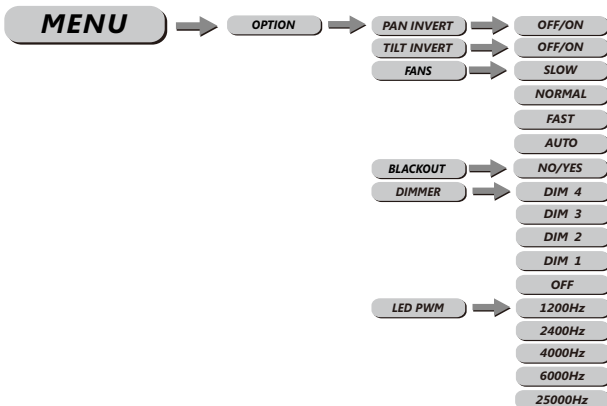 MENU OPTION PAN INVERT OFF/ON
TILT INVERT OFF/ON
FANS SLOW
NORMAL
FAST
AUTO
BLACKOUT NO/YES
DIMMER DIM 4
DIM 3
DIM 2
DIM 1
OFF
LED PWM 1200Hz
2400Hz
4000Hz
6000Hz
25000Hz